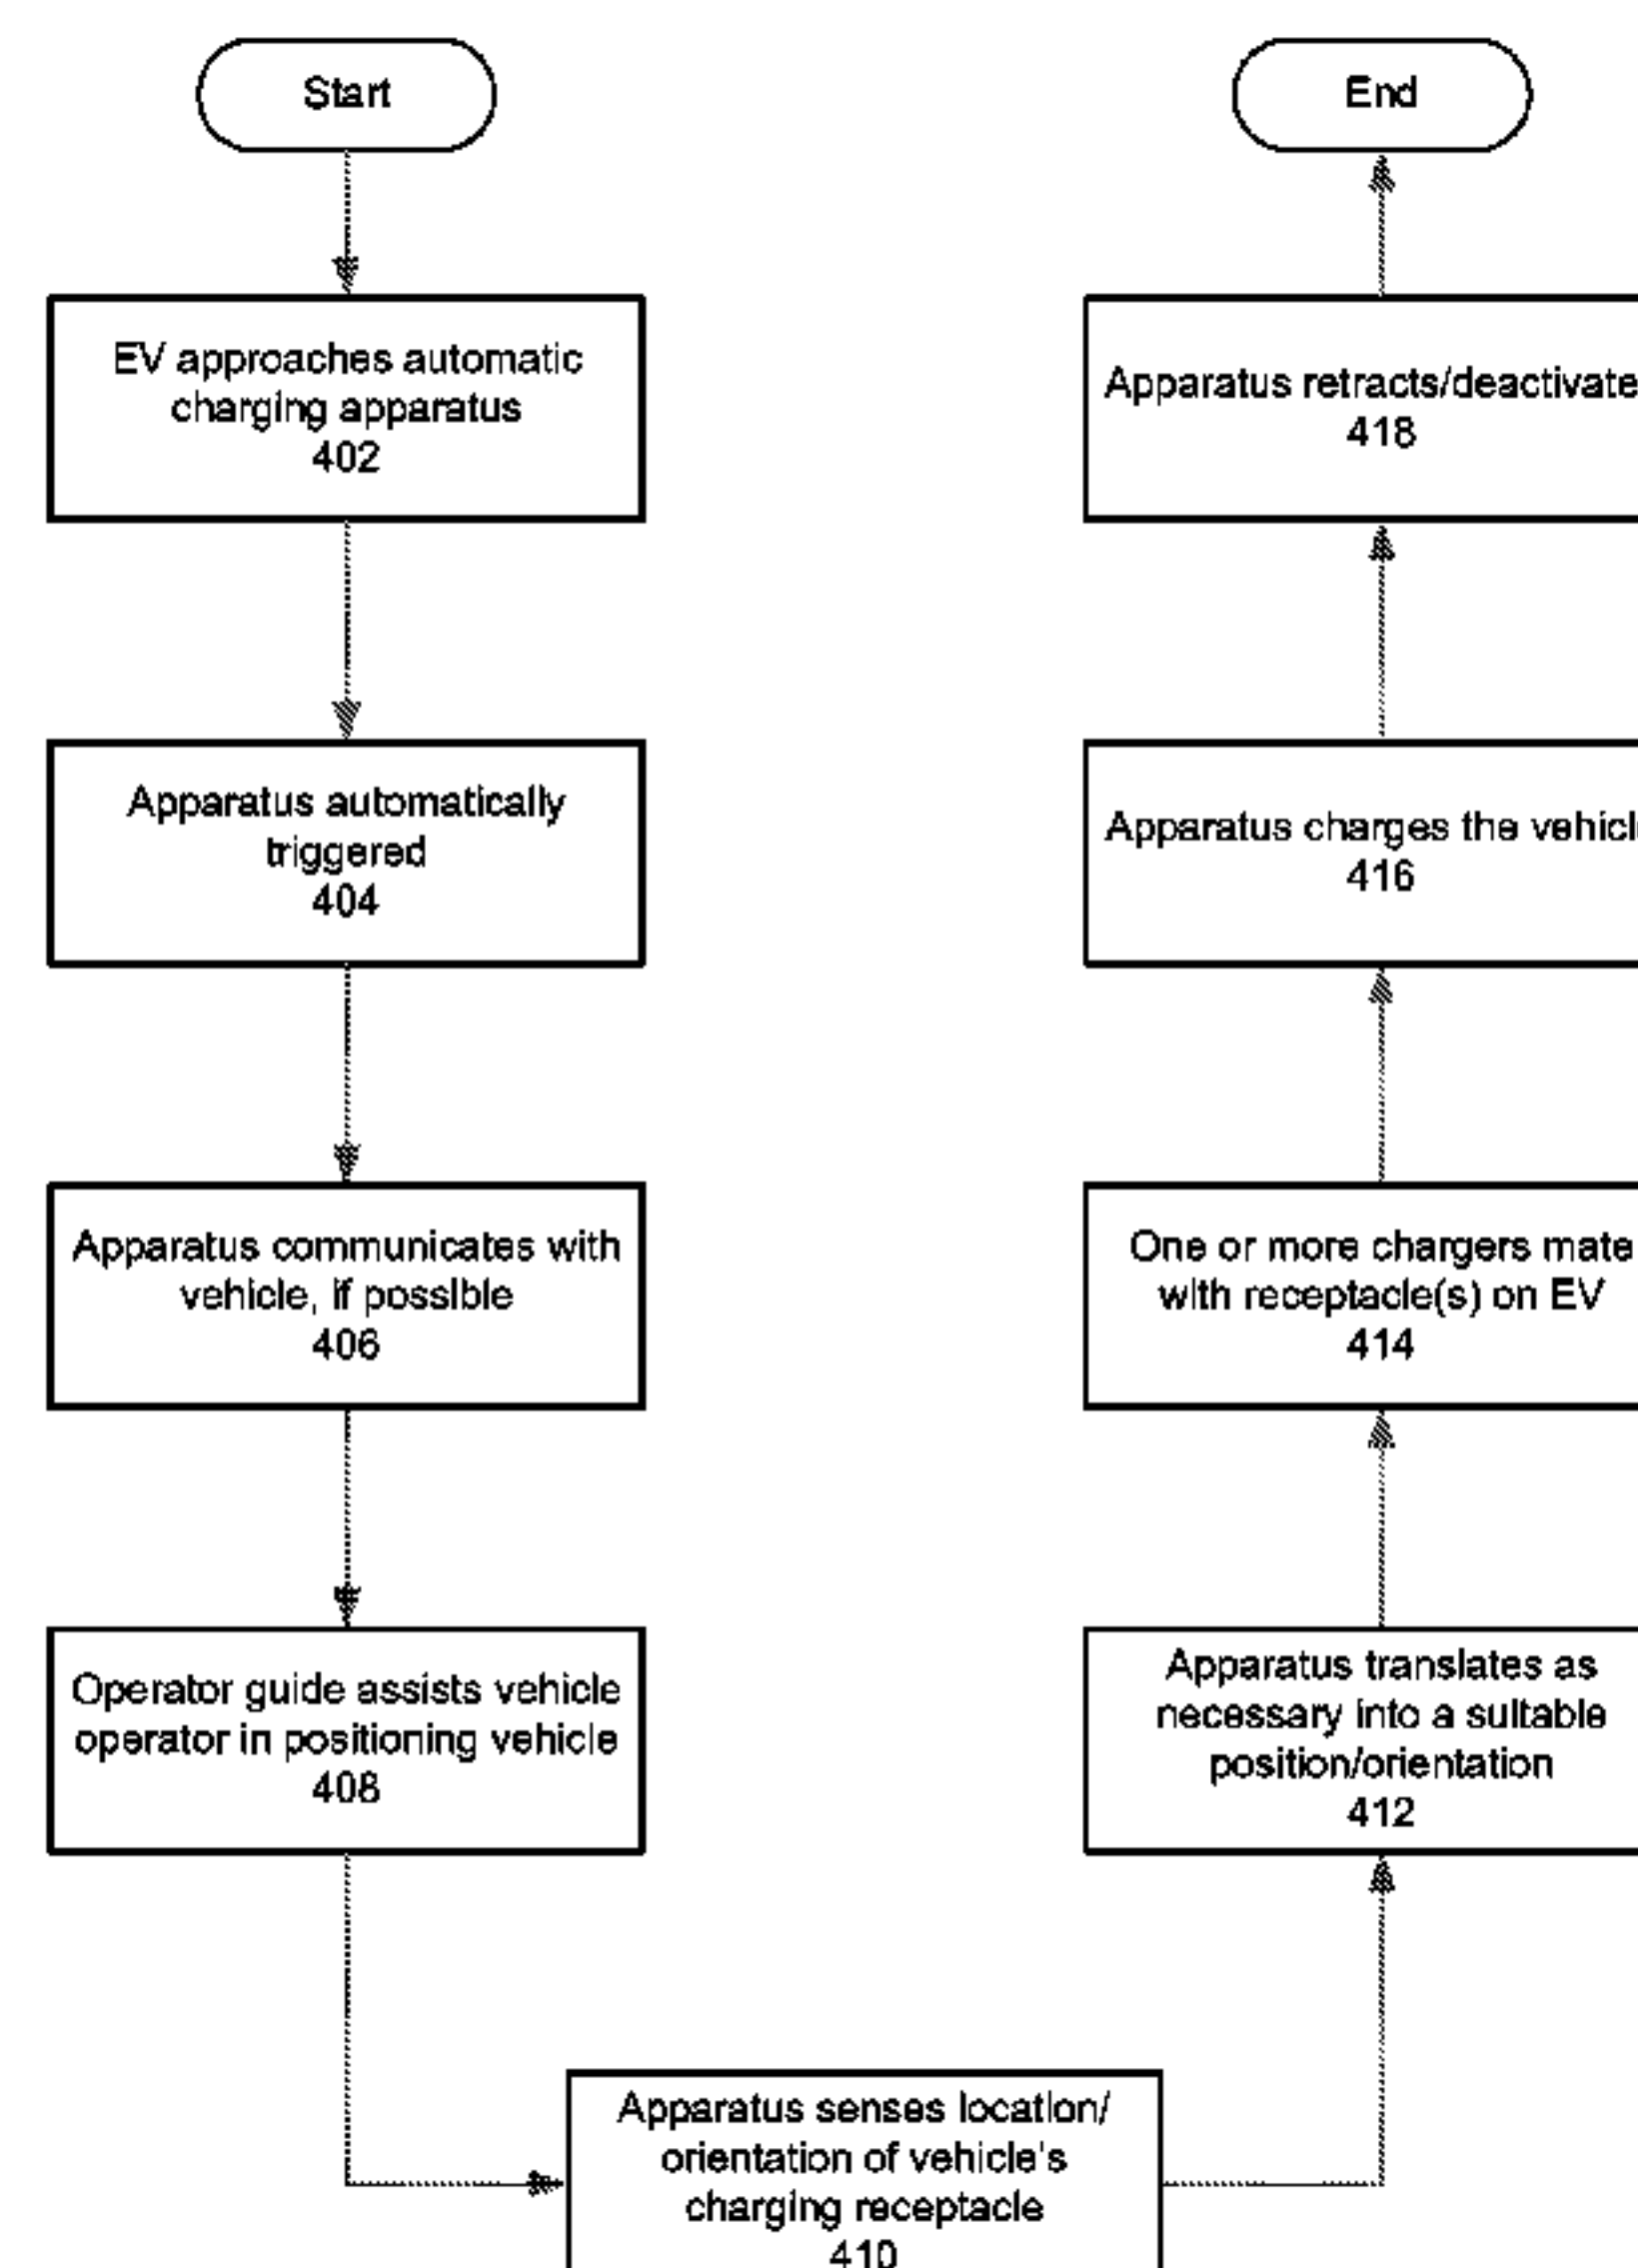 Start
EV approaches automatic
charging apparatus
402
Apparatus automatically
triggered
404
Apparatus communicates with
vehicle, if possible
406
Operator guide assists vehicle
operator in positioning vehicle
408
Apparatus senses location/
orientation of vehicle's
charging receptacle
410
Apparatus translates as
necessary into a suitable
position/orientation
412
One or more chargers mate
with receptacle(s) on EV
414
Apparatus charges the vehicle
416
Apparatus retracts/deactivate
418
End